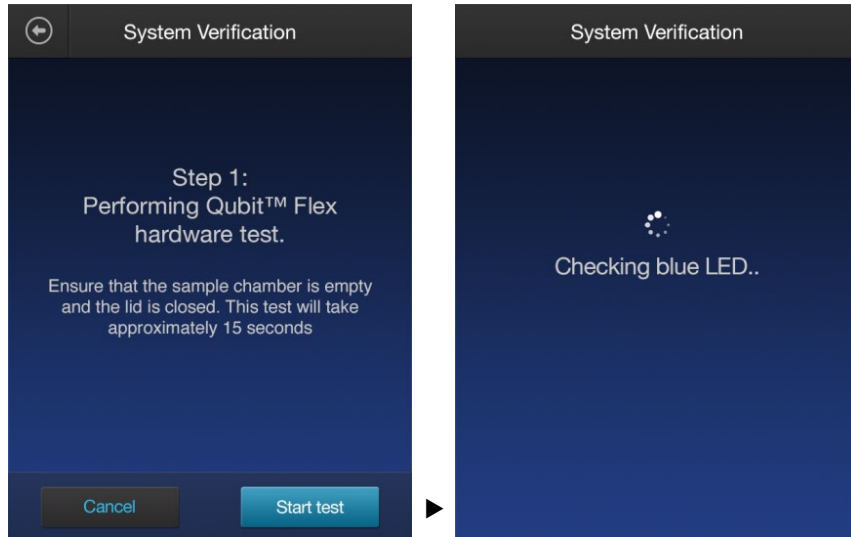 System Verification
Step 1:
Performing Qubit™ Flex
hardware test.
Ensure that the sample chamber is empty
and the lid is closed. This test will take
approximately 15 seconds
Cancel
Start test
System Verification
Checking blue LED..